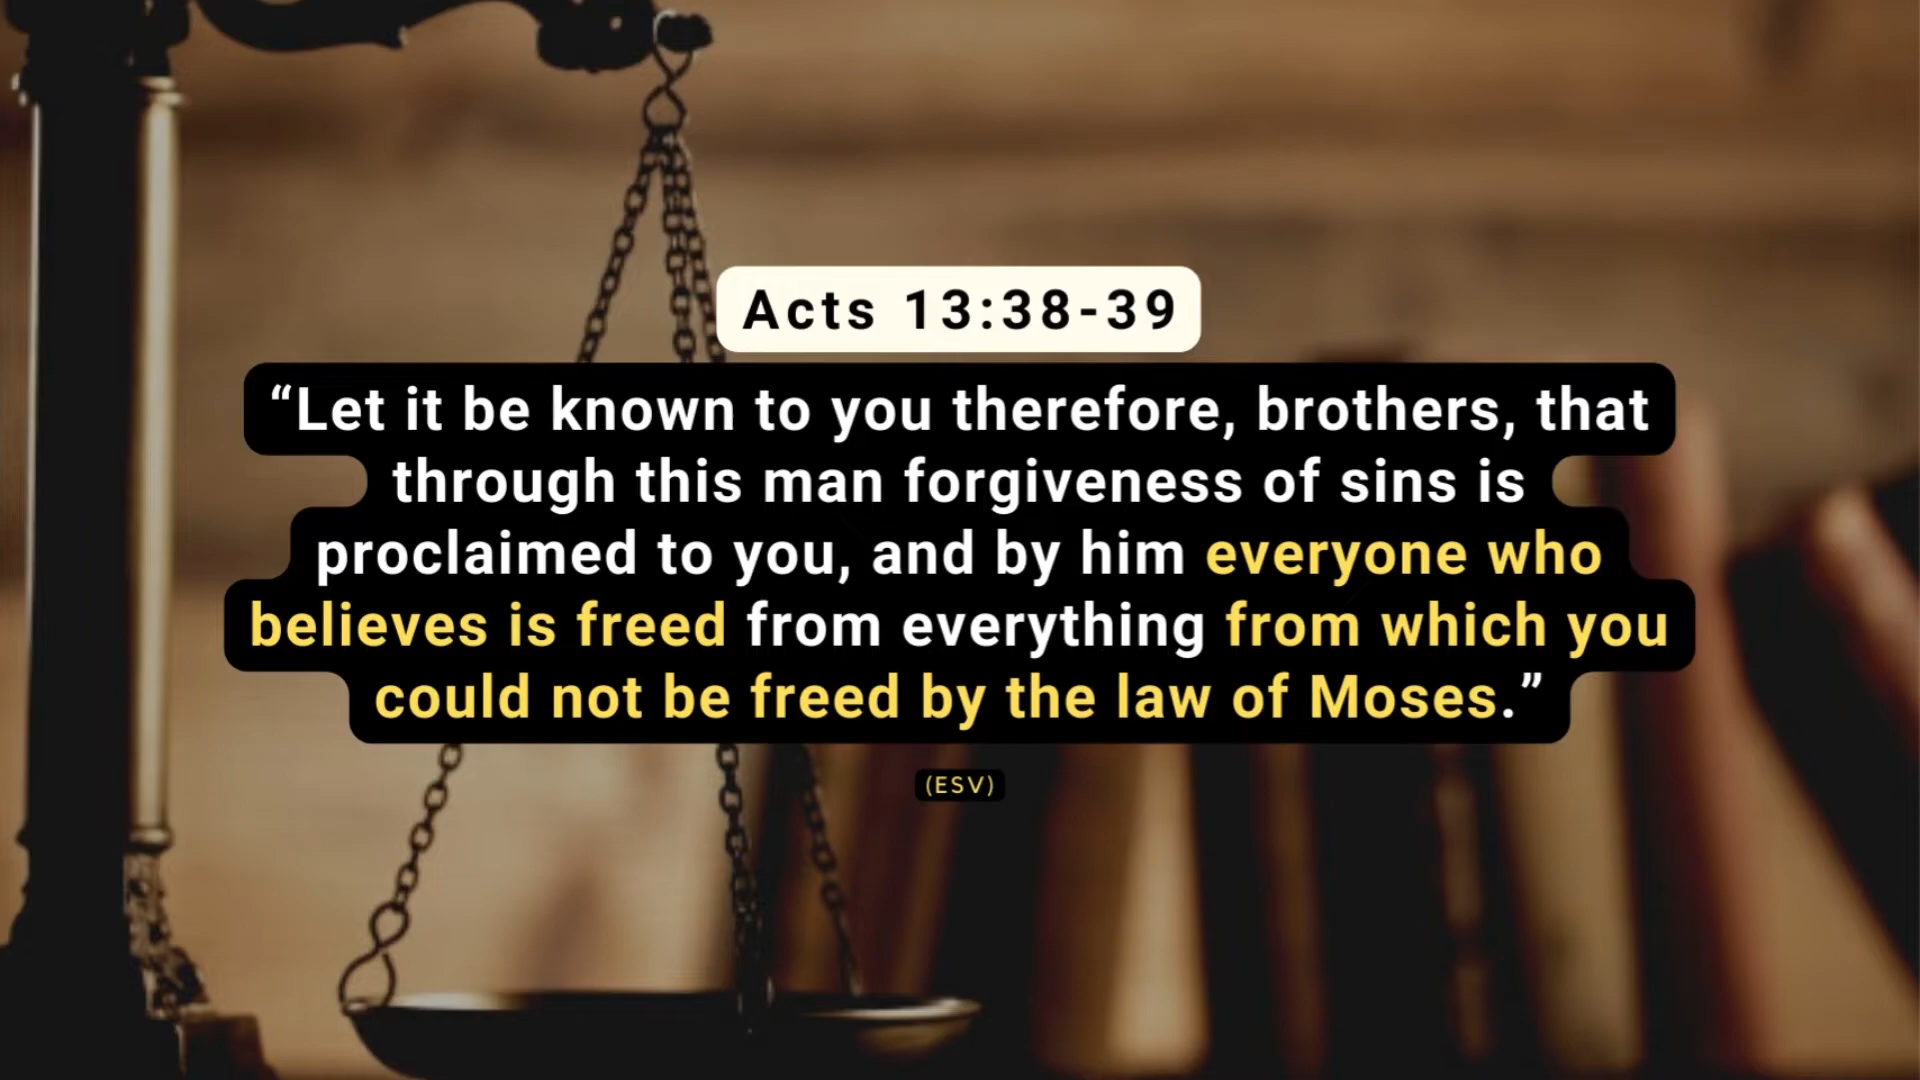 Acts 13:38-39
“Let it be known to you therefore, brothers, that
through this man forgiveness of sins is
proclaimed to you, and by him everyone who
believes is freed from everything from which you
could not be freed by the law of Moses.”
(ESV)